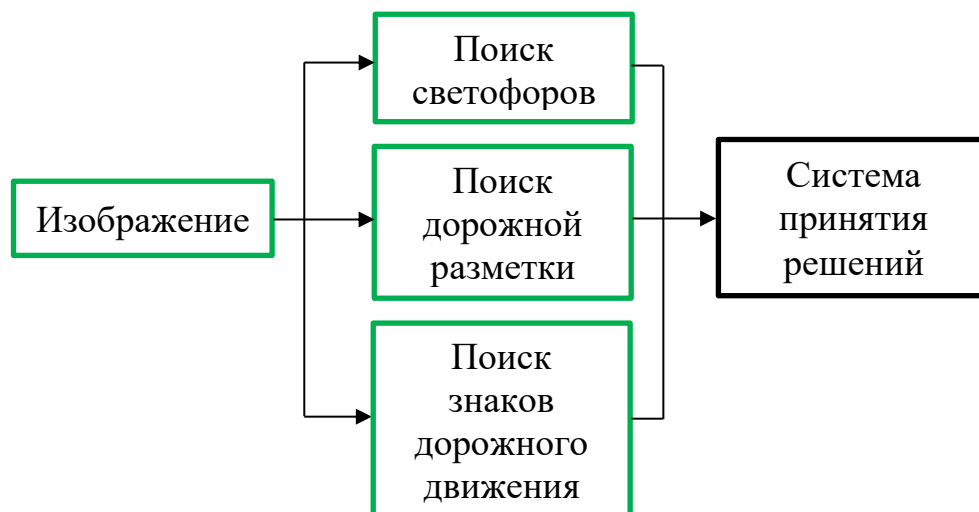 Изображение
Поиск
светофоров
Поиск
дорожной
разметки
Поиск
знаков
дорожного
движения
Система
принятия
решений